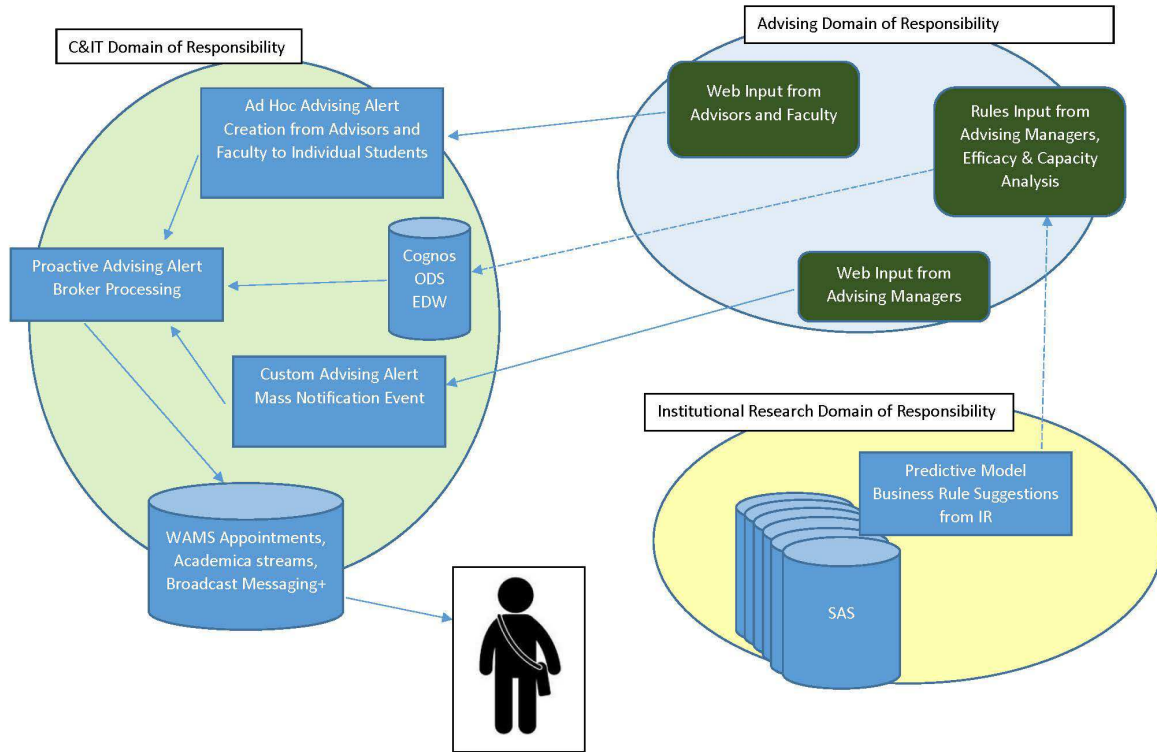 C&IT Domain of Responsibility
Ad Hoc Advising Alert
Creation from Advisors and
Faculty to Individual Students
Proactive Advising Alert
Broker Processing
Cognos
ODS
EDW
Custom Advising Alert
Mass Notification Event
WAMS Appointments,
Academica streams,
Broadcast Messaging+
Advising Domain of Responsibility
Web Input from
Advisors and Faculty
Rules Input from
Advising Managers,
Efficacy & Capacity
Analysis
Web Input from
Advising Managers
Institutional Research Domain of Responsibility
Predictive Model
Business Rule Suggestions
from IR
SAS